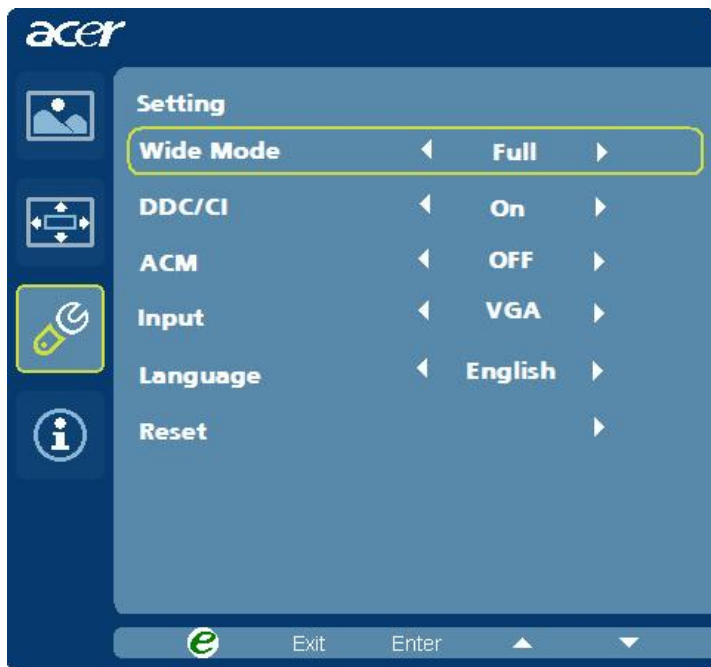 acer
Setting
Wide Mode Full
DDC/CI On
ACM OFF
Input VGA
Language English
Reset
e Exit Enter